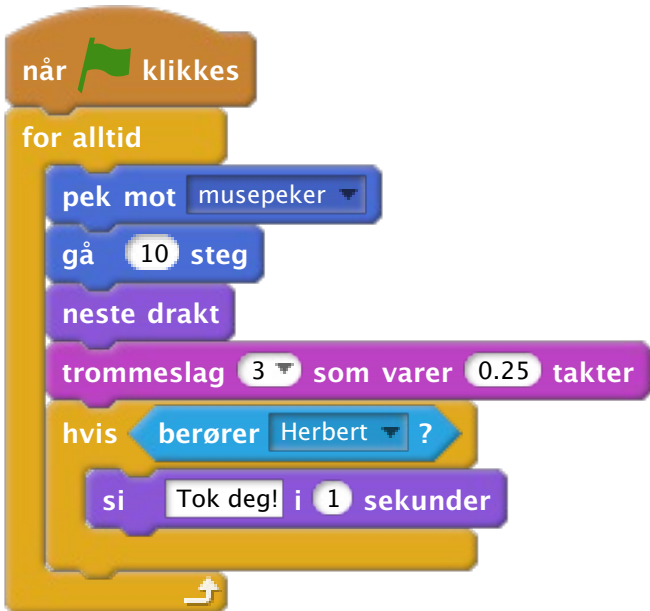 når klikkes
for alltid
pek mot musepeker
gå 10 steg
neste drakt
trommeslag 3 som varer 0.25 takter
hvis berører Herbert ?
si Tok deg! i 1 sekunder